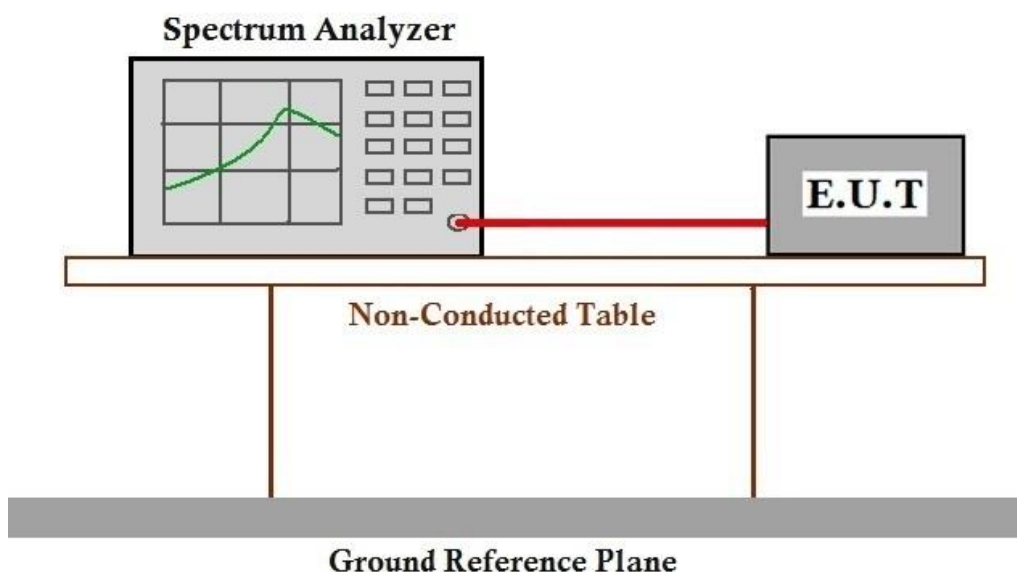 Spectrum Analyzer
E.U.T
Non-Conducted Table
Ground Reference Plane